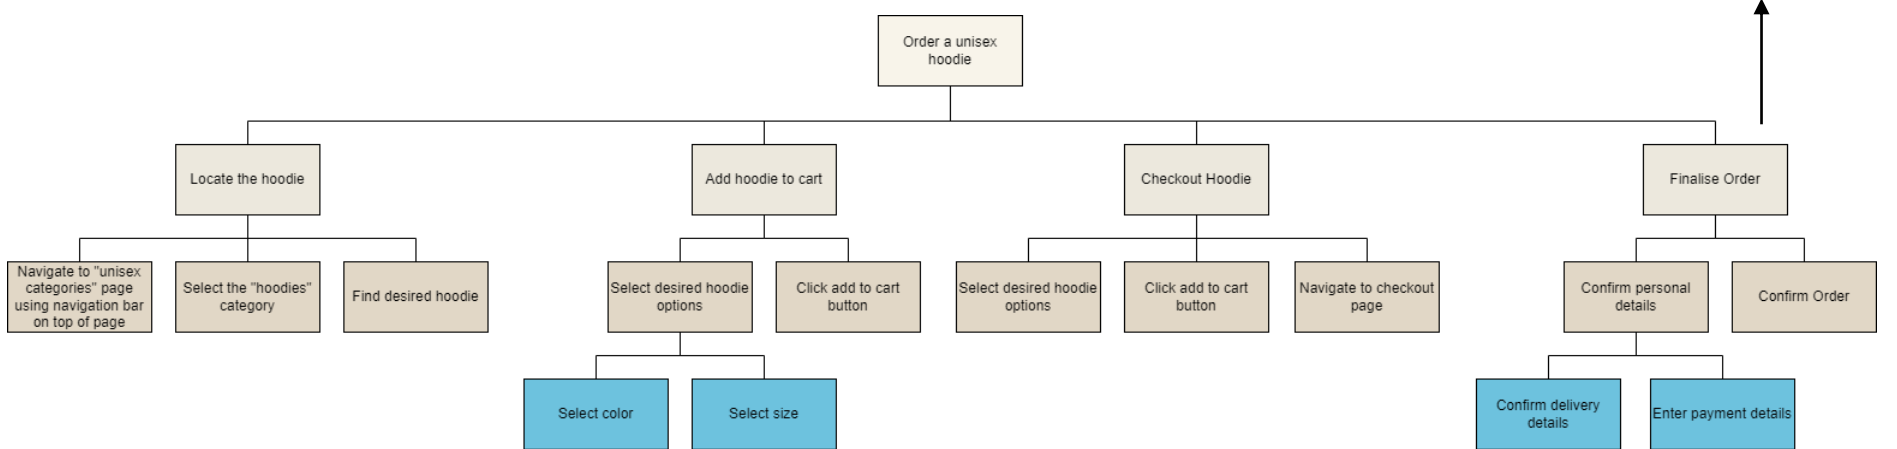 Order a unisex
hoodie
Locate the hoodie
Add hoodie to cart
Checkout Hoodie
Finalise Order
Navigate to "unisex
categories" page
using navigation bar
on top of page
Select the "hoodies"
category
Find desired hoodie
Select desired hoodie
options
Click add to cart
button
Select desired hoodie
options
Click add to cart
button
Navigate to checkout
page
Confirm personal
details
Confirm Order
Select color
Select size
Confirm delivery
details
Enter payment details